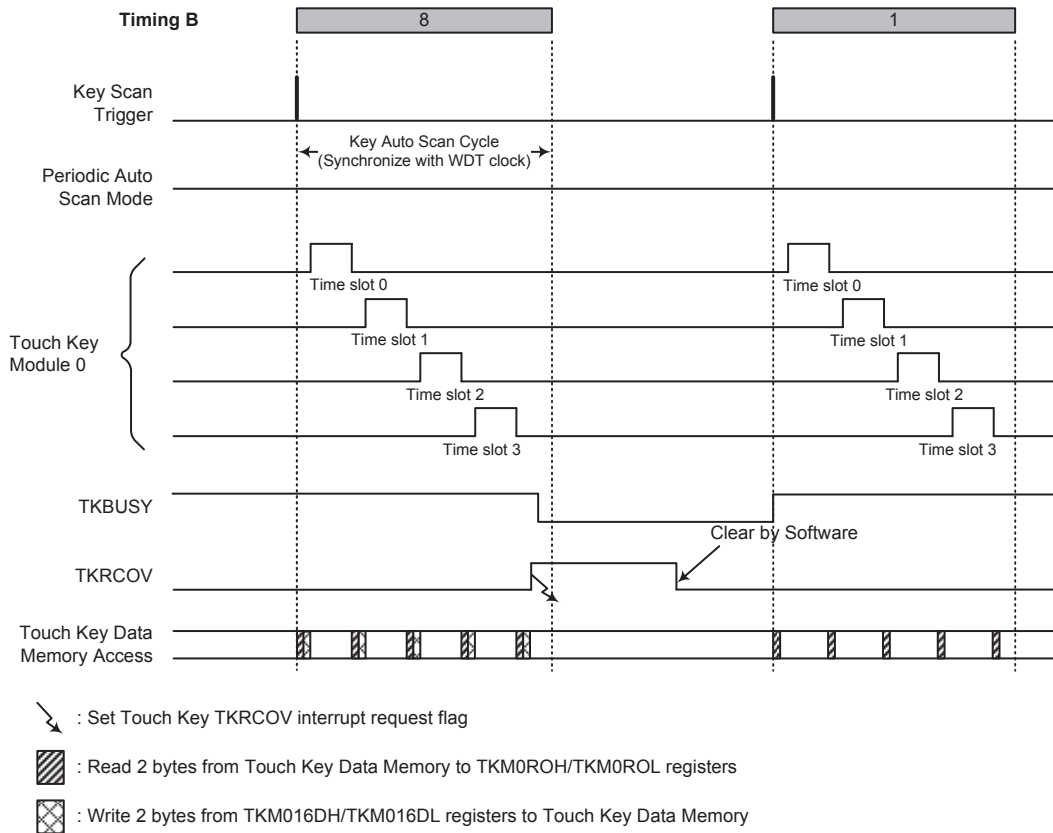 Timing B
8
1
Key Scan
Trigger
Key Auto Scan Cycle
(Synchronize with WDT clock)
Periodic Auto
Scan Mode
Touch Key
Module 0
Time slot 0
Time slot 0
Time slot 1
Time slot 1
Time slot 2
Time slot 2
Time slot 3
Time slot 3
TKBUSY
Clear by Software
TKRCOV
Touch Key Data
Memory Access
: Set Touch Key TKRCOV interrupt request flag
: Read 2 bytes from Touch Key Data Memory to TKM0ROH/TKM0ROL registers
: Write 2 bytes from TKM016DH/TKM016DL registers to Touch Key Data Memory